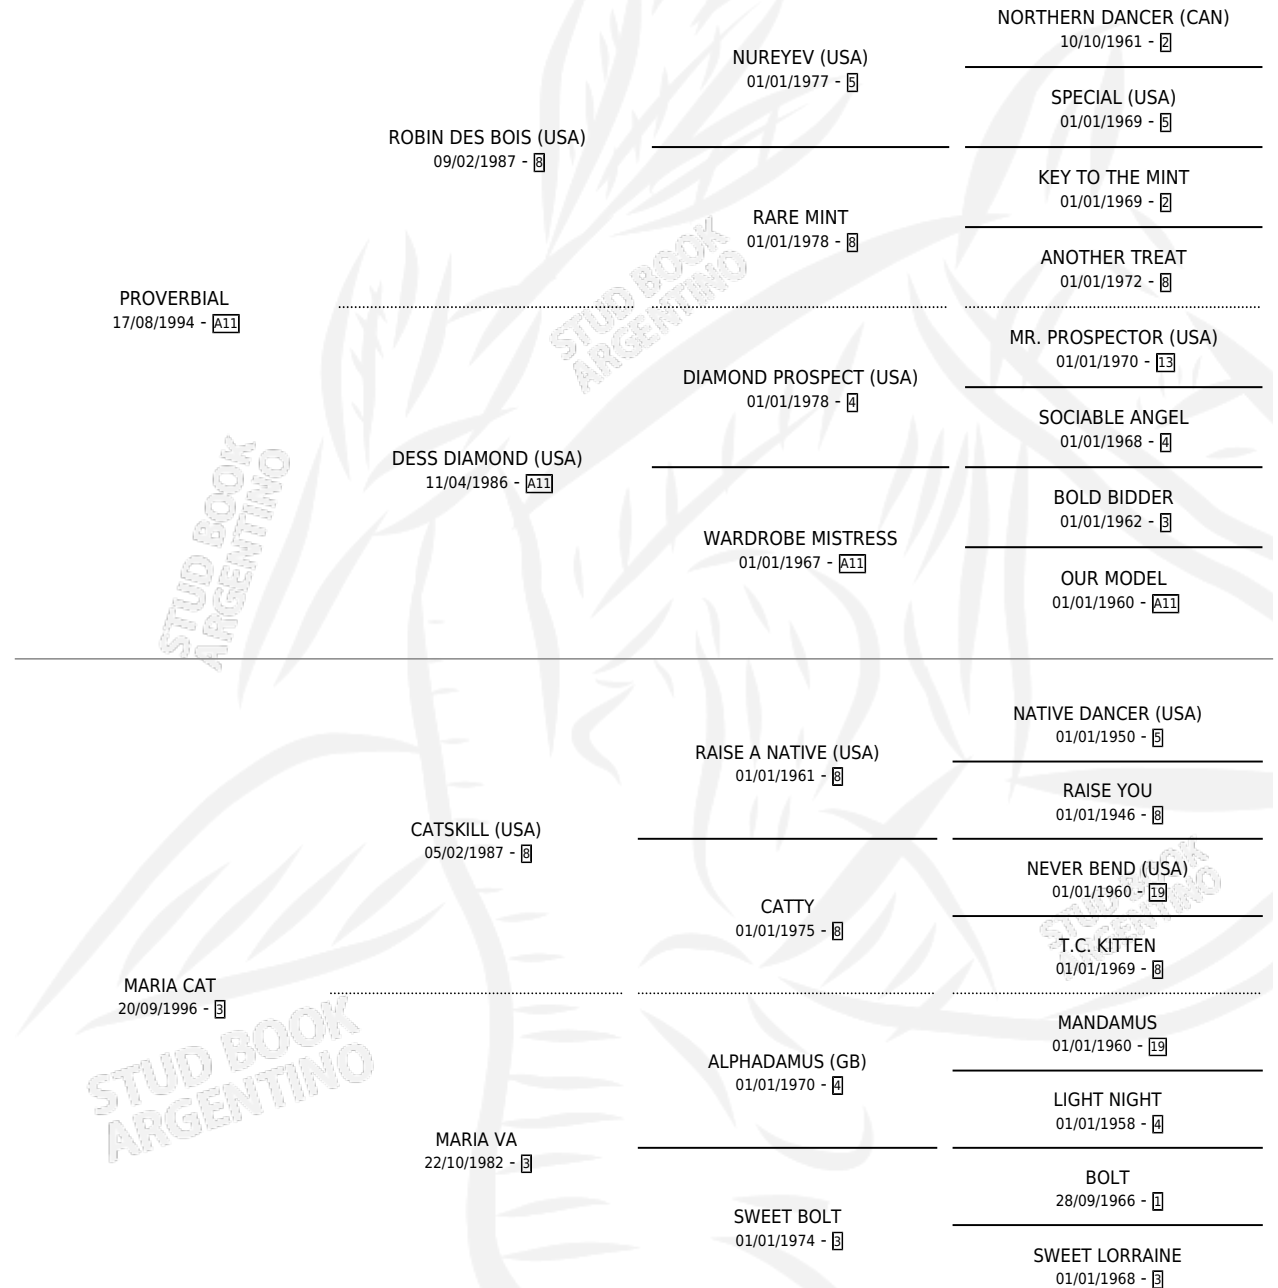 NORTHERN DANCER (CAN)
10/10/1961 - 2
NUREYEV (USA)
01/01/1977 - 5
SPECIAL (USA)
01/01/1969 - 5
ROBIN DES BOIS (USA)
09/02/1987 - 8
KEY TO THE MINT
01/01/1969 - 2
RARE MINT
01/01/1978 - 8
ANOTHER TREAT
01/01/1972 - 8
PROVERBIAL
17/08/1994 - A11
STUD BOOK
ARGENTINO
MR. PROSPECTOR (USA)
01/01/1970 - 13
DIAMOND PROSPECT (USA)
01/01/1978 - 4
SOCIABLE ANGEL
01/01/1968 - 4
DESS DIAMOND (USA)
11/04/1986 - A11
BOLD BIDDER
01/01/1962 - 3
WARDROBE MISTRESS
01/01/1967 - A11
OUR MODEL
01/01/1960 - A11
STUD BOOK
ARGENTINO
NATIVE DANCER (USA)
01/01/1950 - 5
RAISE A NATIVE (USA)
01/01/1961 - 8
RAISE YOU
01/01/1946 - 8
CATSKILL (USA)
05/02/1987 - 8
NEVER BEND (USA)
01/01/1960 - 19
CATTY
01/01/1975 - 8
STUD BOOK
ARGENTINO
T.C. KITTEN
01/01/1969 - 8
MARIA CAT
20/09/1996 - 3
STUD BOOK
ARGENTINO
MANDAMUS
01/01/1960 - 19
ALPHADAMUS (GB)
01/01/1970 - 4
LIGHT NIGHT
01/01/1958 - 4
MARIA VA
22/10/1982 - 3
BOLT
28/09/1966 - 1
SWEET BOLT
01/01/1974 - 3
SWEET LORRAINE
01/01/1968 - 3